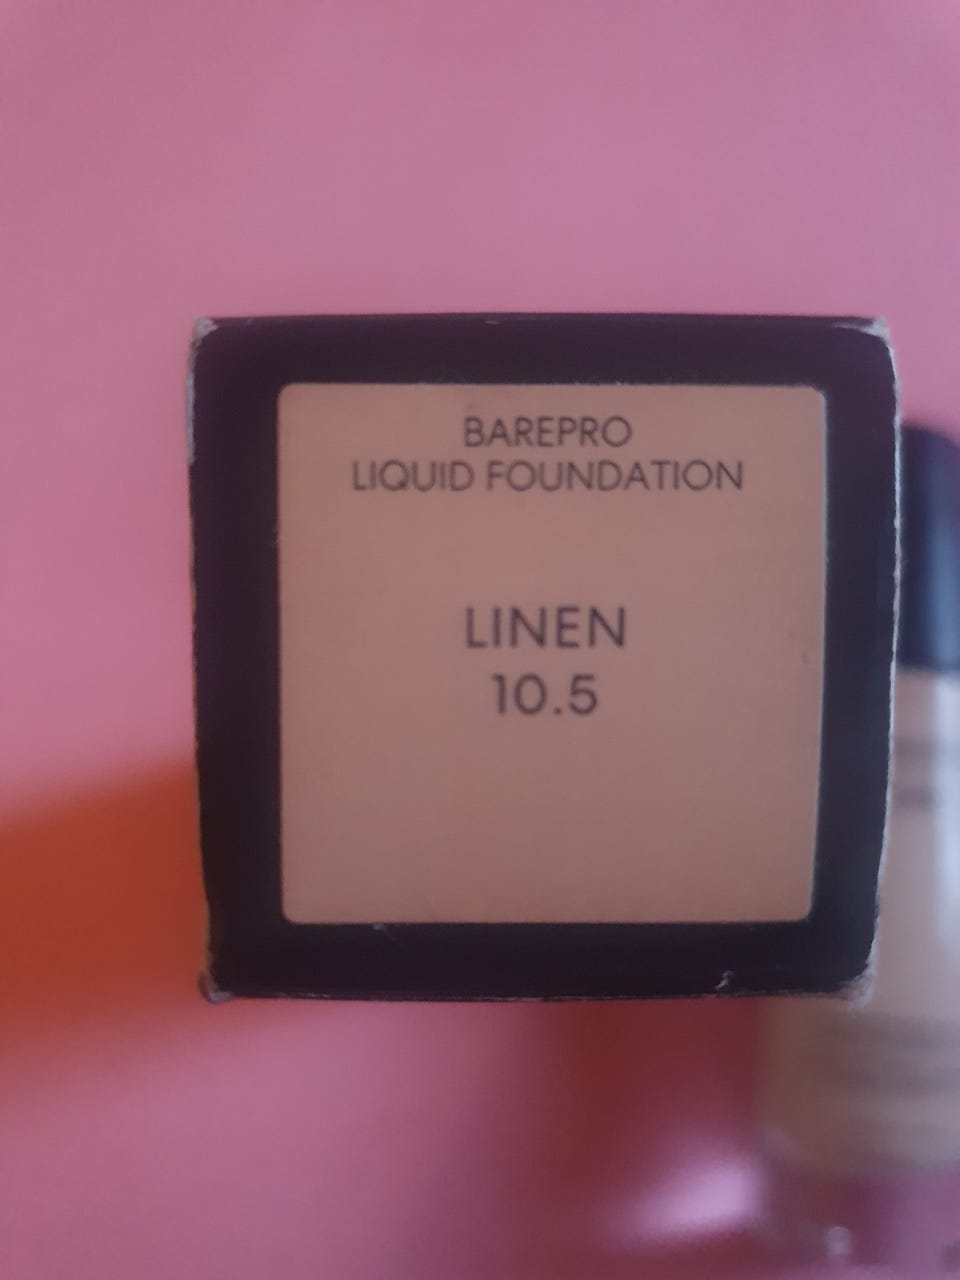 BAREPRO
LIQUID FOUNDATION
LINEN
10.5